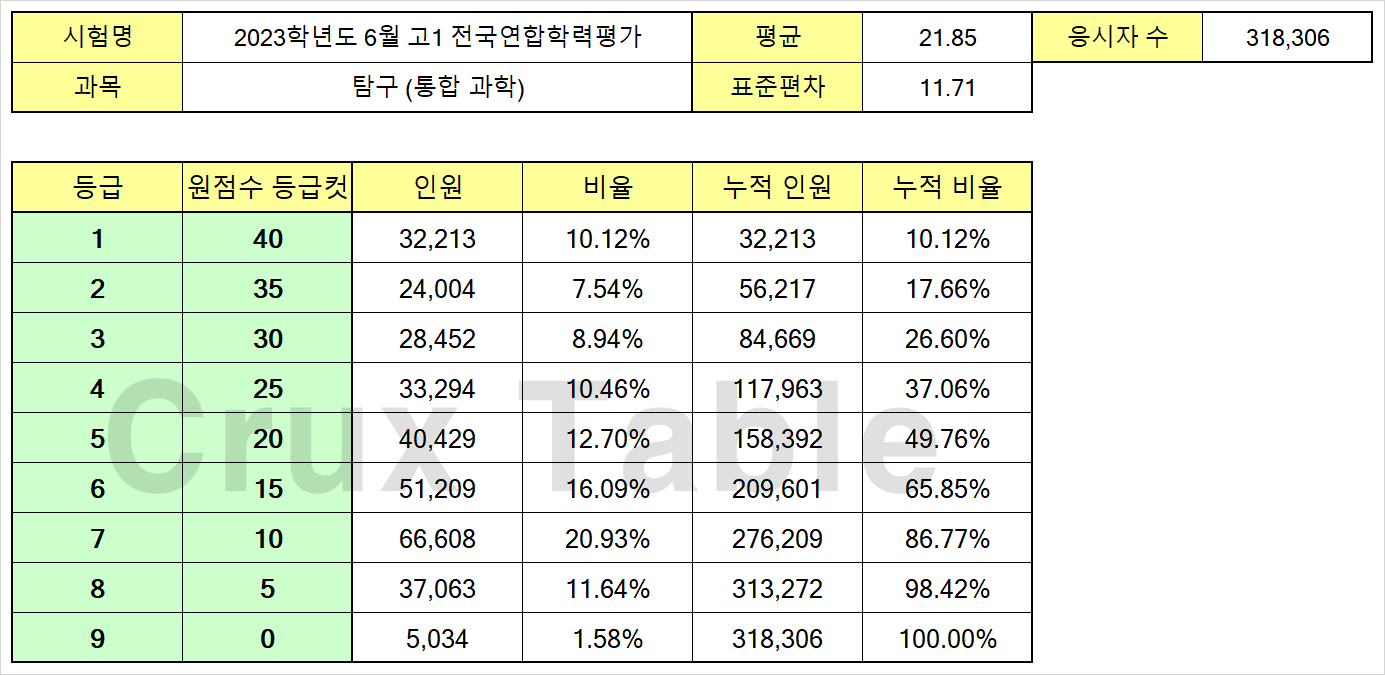 시험명 2023학년도 6월 고1 전국연합학력평가 평균 21.85 응시자 수 318,306
과목 탐구 (통합 과학) 표준편차 11.71
등급 원점수 등급컷 인원 비율 누적 인원 누적 비율
1 40 32,213 10.12% 32,213 10.12%
2 35 24,004 7.54% 56,217 17.66%
3 30 28,452 8.94% 84,669 26.60%
4 25 33,294 10.46% 117,963 37.06%
5 20 40,429 12.70% 158,392 49.76%
6 15 51,209 16.09% 209,601 65.85%
7 10 66,608 20.93% 276,209 86.77%
8 5 37,063 11.64% 313,272 98.42%
9 0 5,034 1.58% 318,306 100.00%
Crux Table